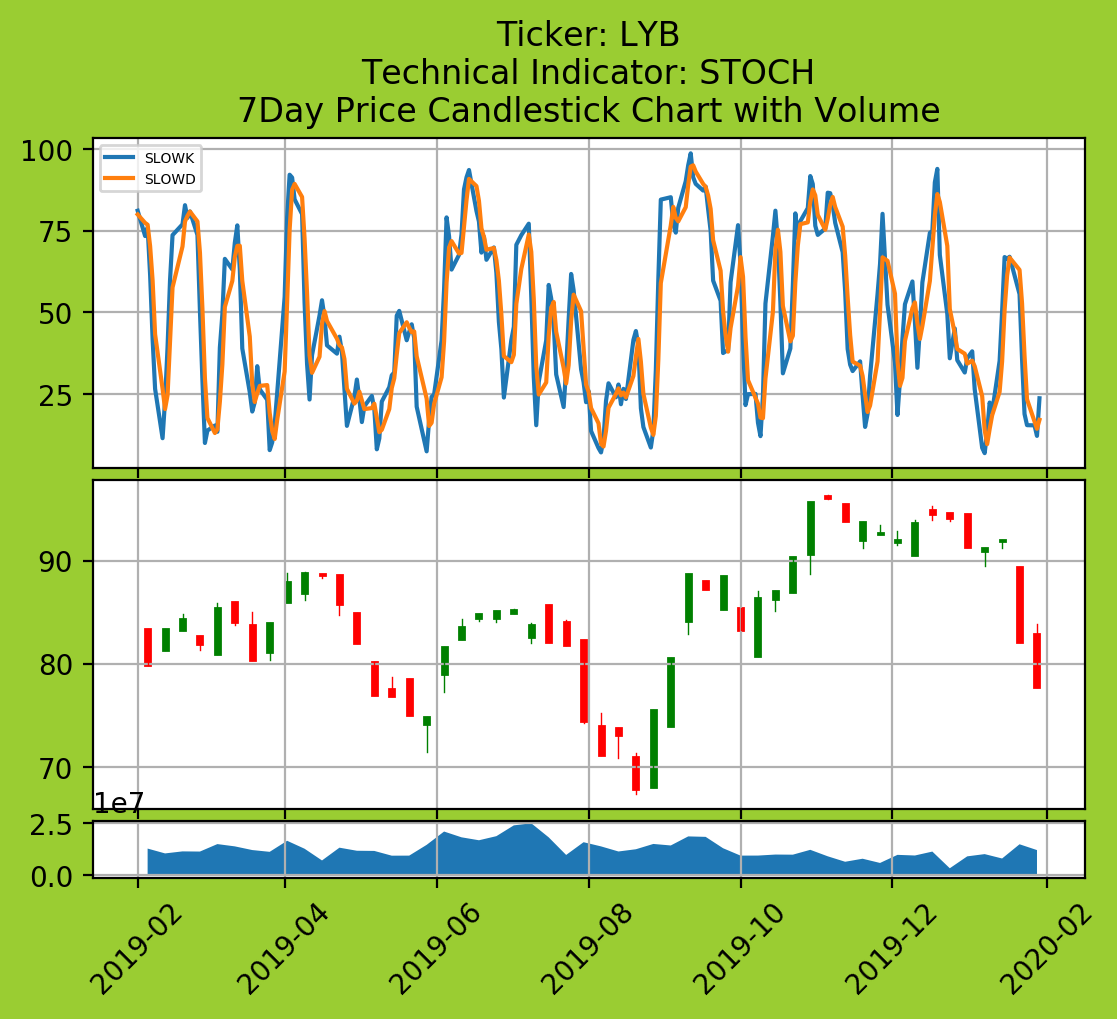 Ticker: LYB
Technical Indicator: STOCH
7Day Price Candlestick Chart with Volume
100
75
50
25
SLOWK
SLOWD
90
80
70
1e7
2.5
0.0
2019-02
2019-04
2019-06
2019-08
2019-10
2019-12
2020-02